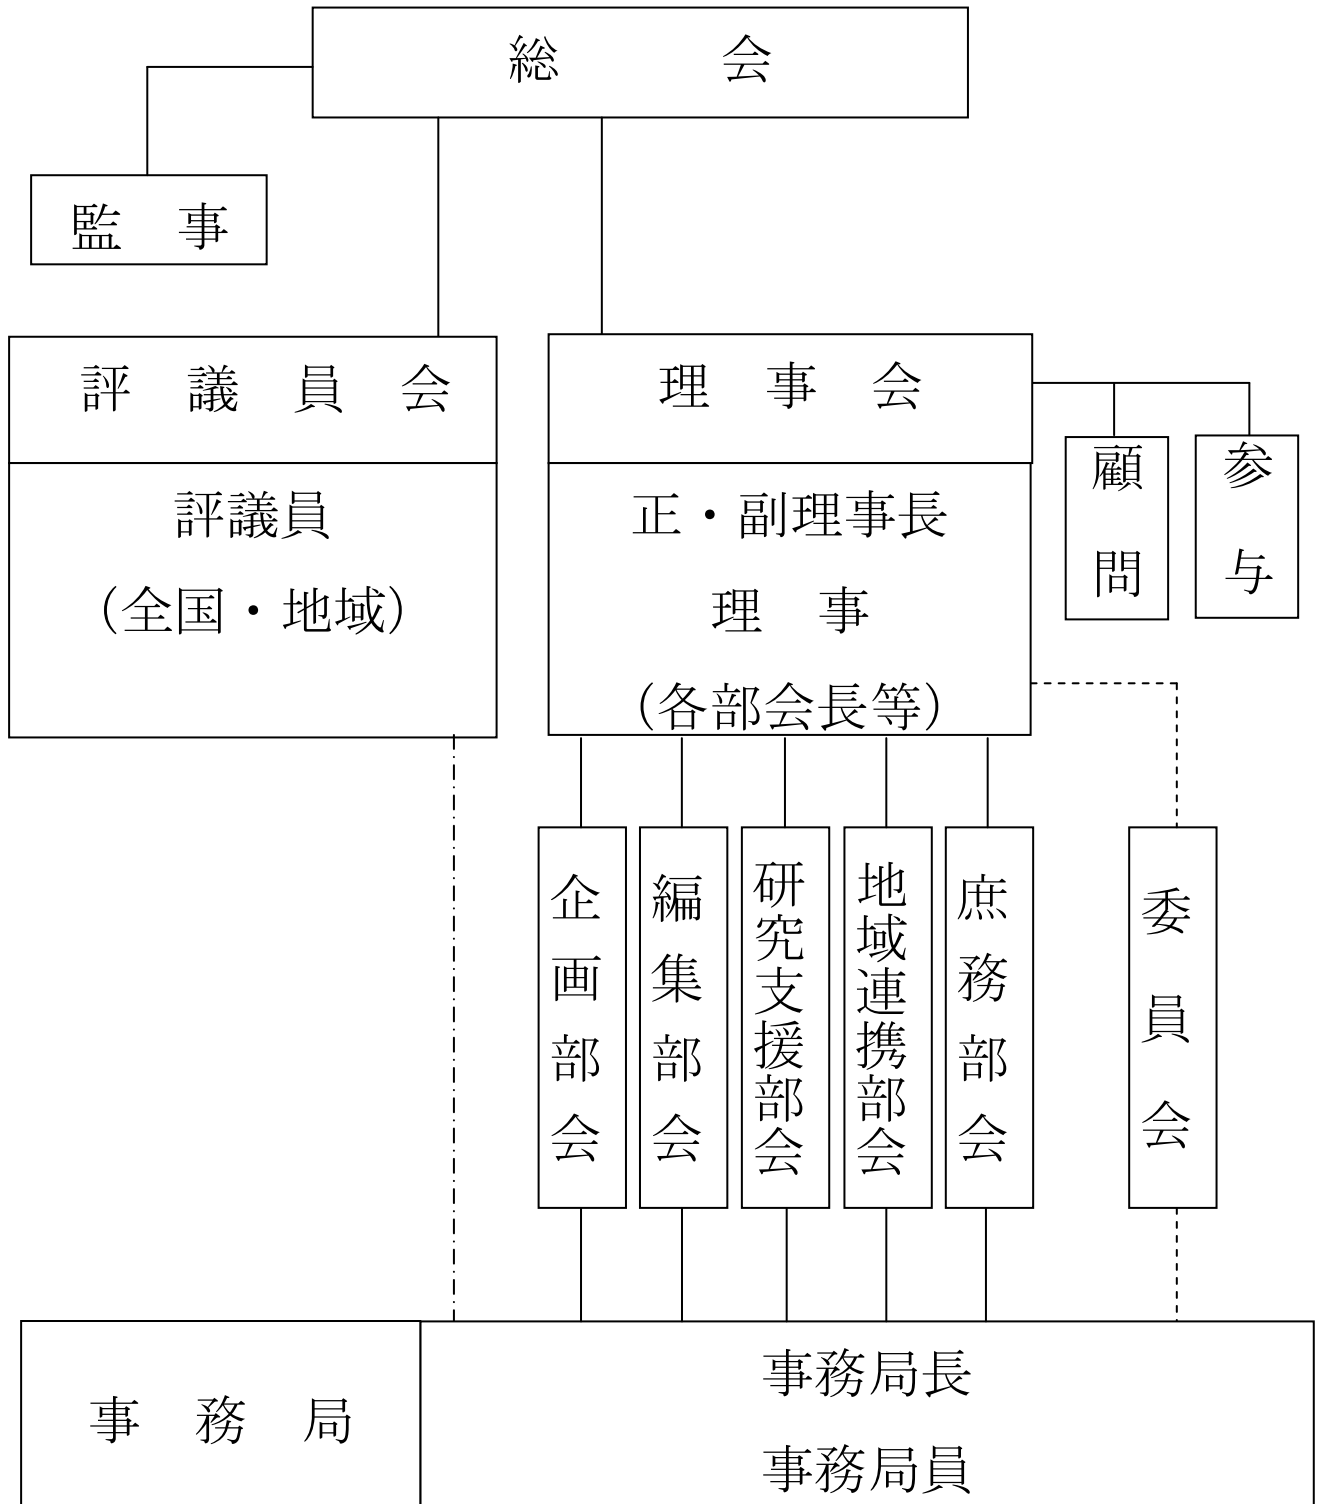 総会
監事
評議員会
理事会
評議員
（全国・地域）
正・副理事長
理事
（各部会長等）
顧問
参与
企画部会
編集部会
研究支援部会
地域連携部会
庶務部会
委員会
事務局
事務局長
事務局員